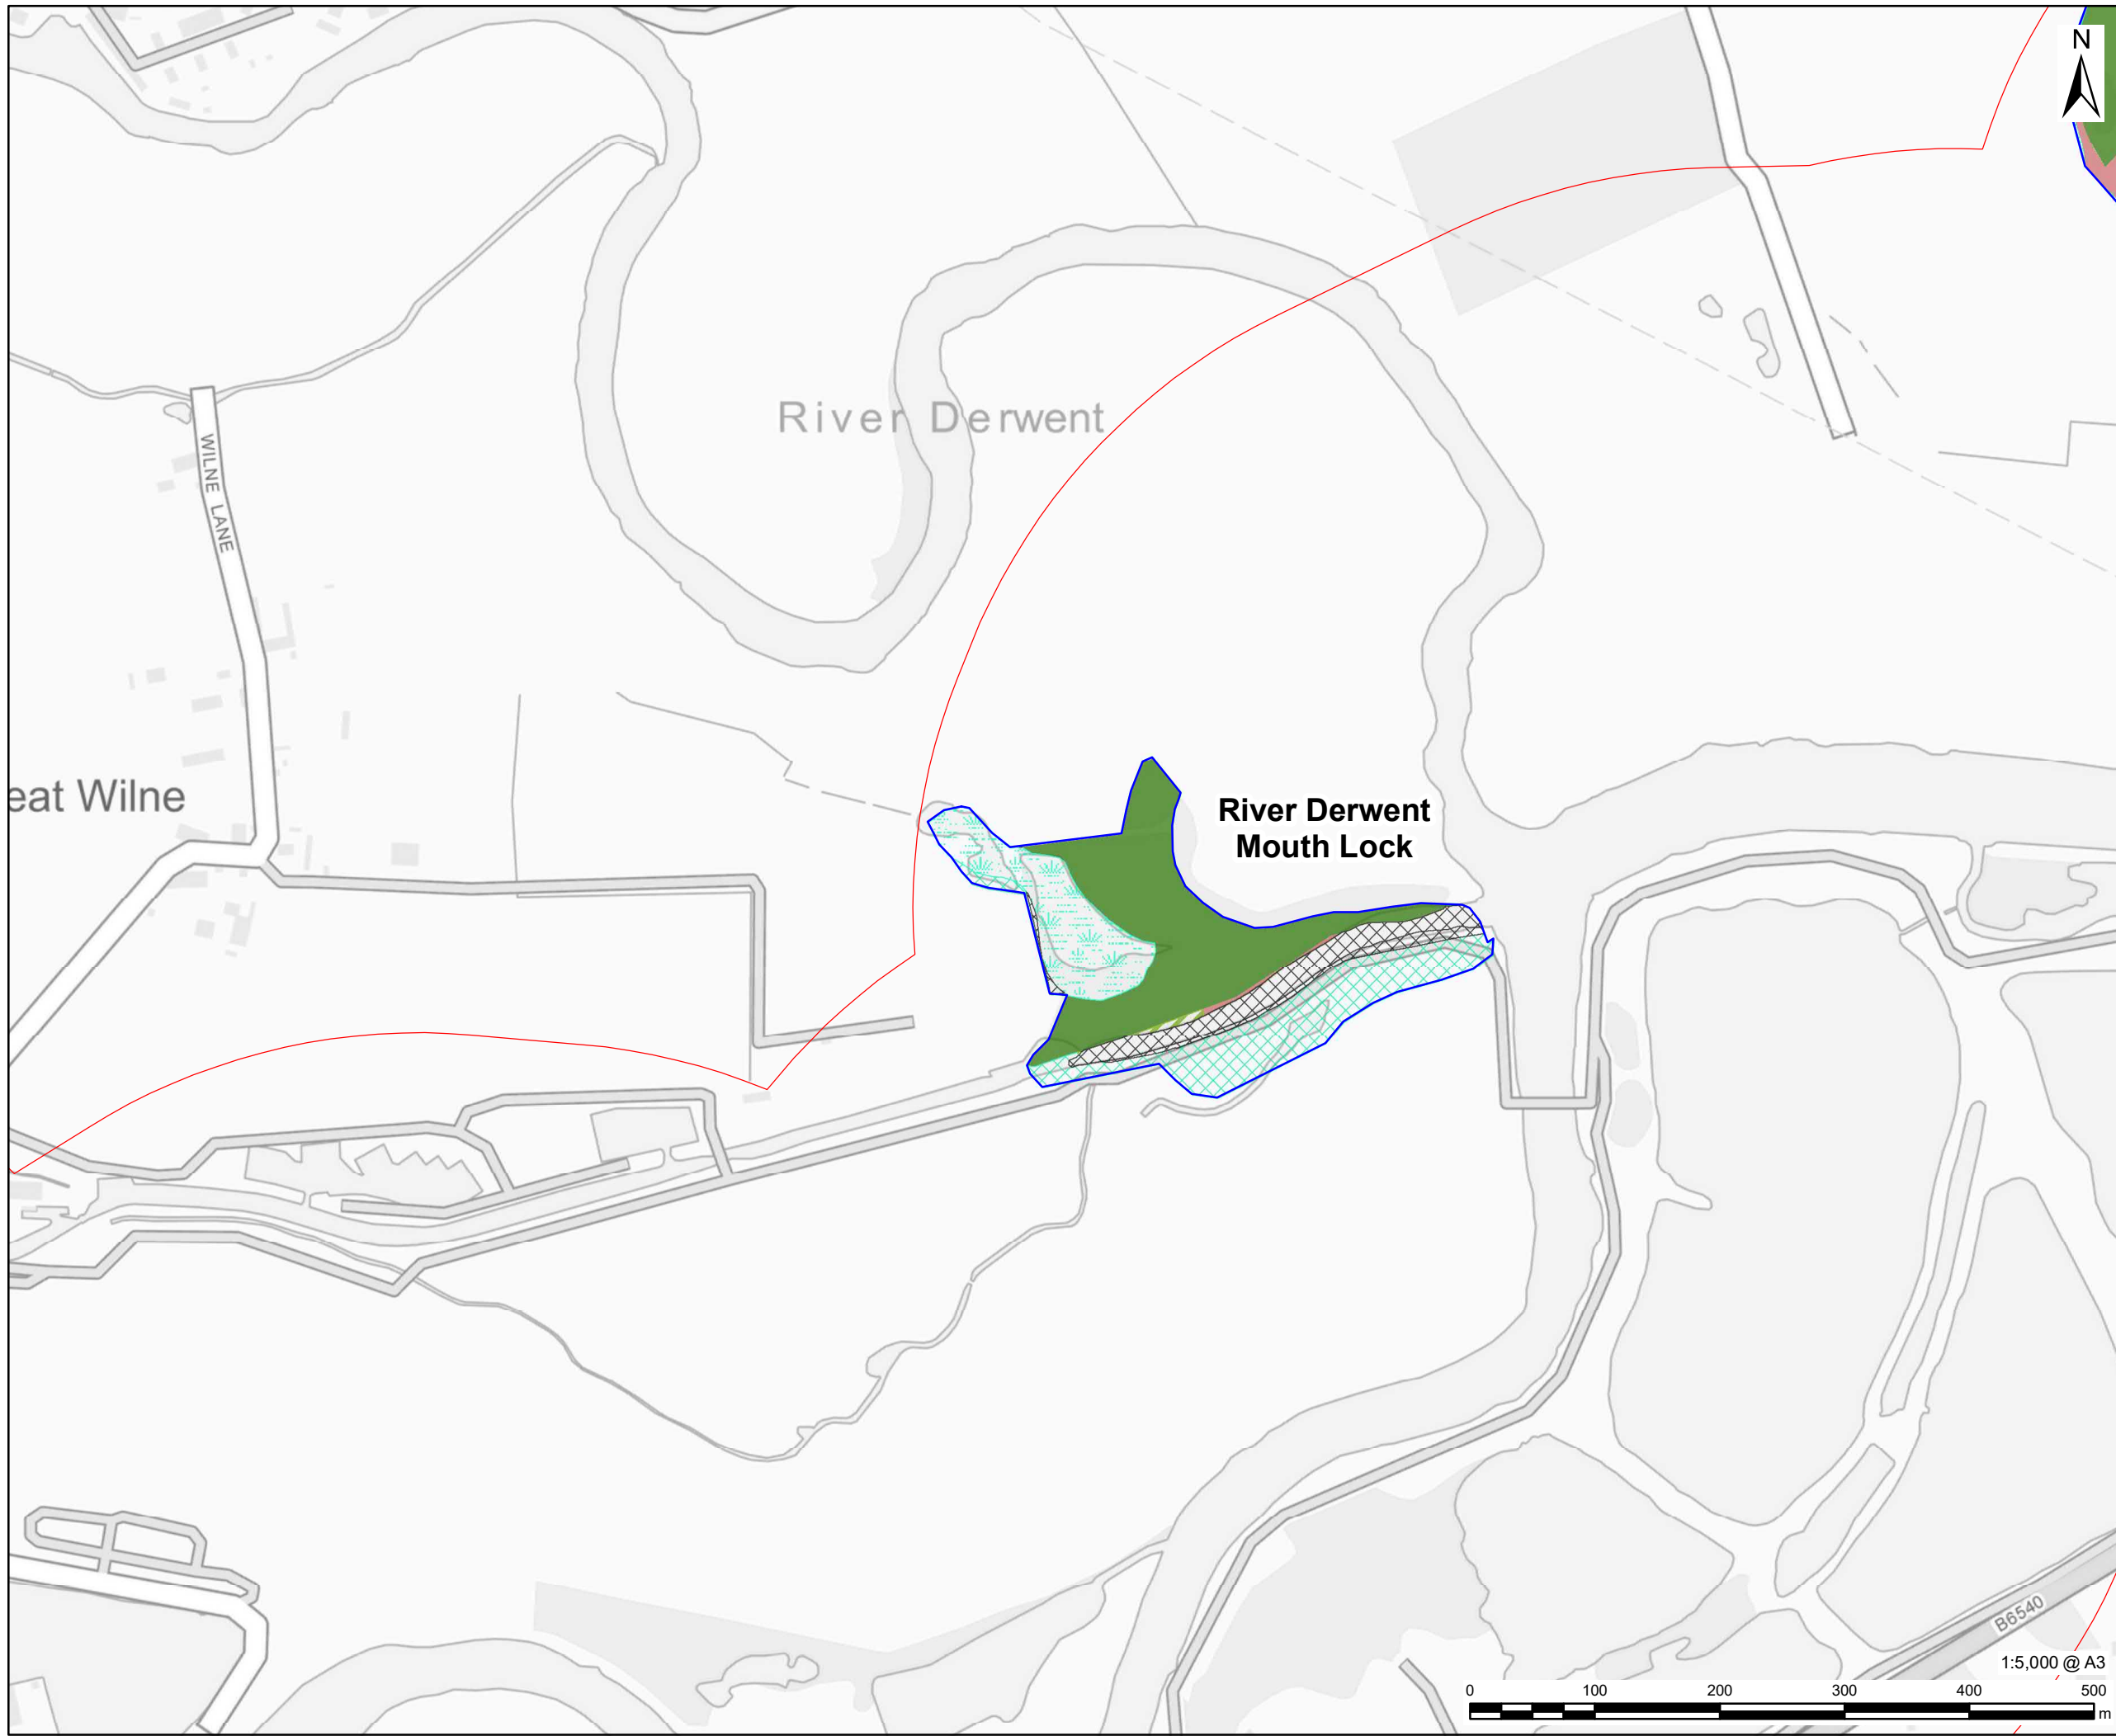 N
River Derwent
WILNE LANE
eat Wilne
River Derwent
Mouth Lock
B6540
1:5,000 @ A3
0 100 200 300 400 500
m